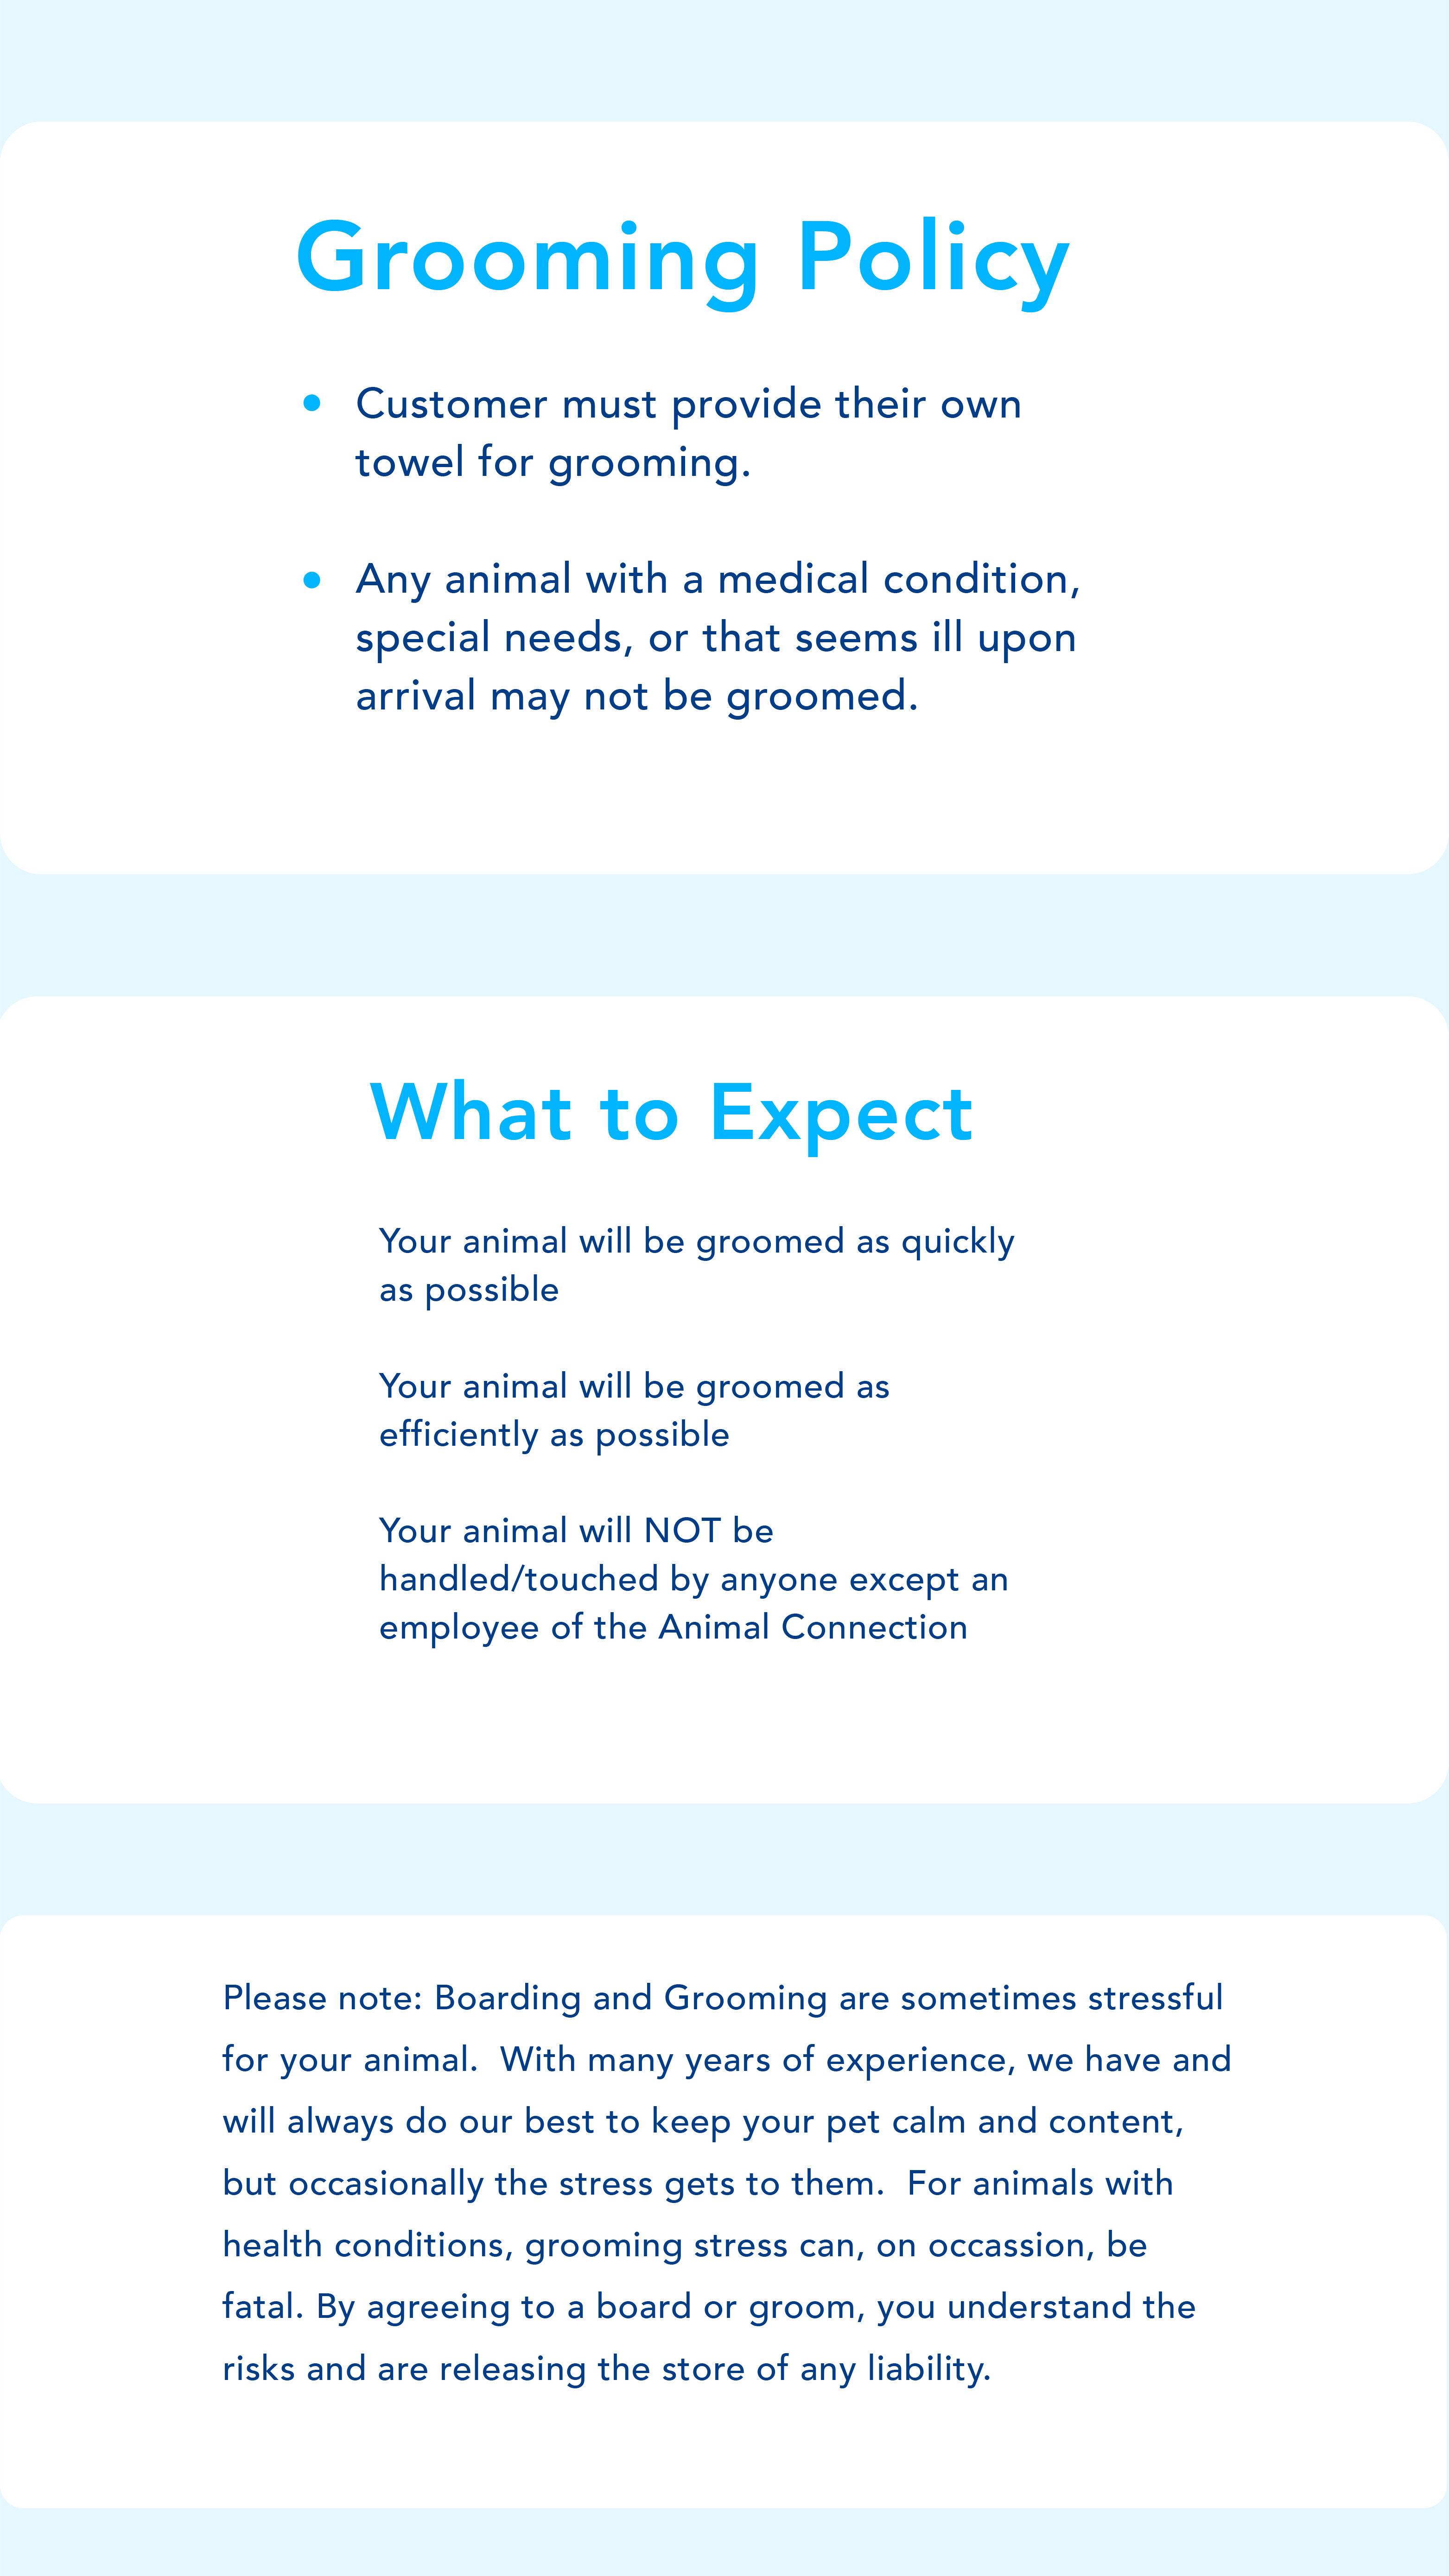 Grooming Policy
• Customer must provide their own
towel for grooming.
• Any animal with a medical condition,
special needs, or that seems ill upon
arrival may not be groomed.
What to Expect
Your animal will be groomed as quickly
as possible
Your animal will be groomed as
efficiently as possible
Your animal will NOT be
handled/touched by anyone except an
employee of the Animal Connection
Please note: Boarding and Grooming are sometimes stressful
for your animal.  With many years of experience, we have and
will always do our best to keep your pet calm and content,
but occasionally the stress gets to them.  For animals with
health conditions, grooming stress can, on occassion, be
fatal. By agreeing to a board or groom, you understand the
risks and are releasing the store of any liability.